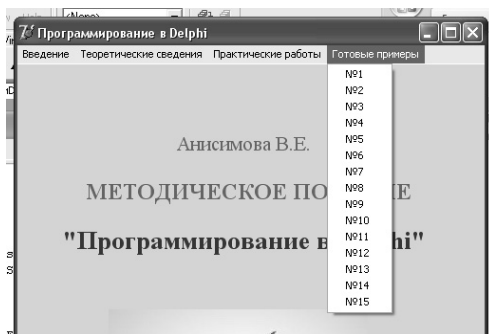 (None)
Программирование в Delphi
Введение Теоретические сведения Практические работы Готовые примеры
№1
№2
№3
№4
№5
№6
№7
№8
№9
№10
№11
№12
№13
№14
№15
Анисимова В.Е.
МЕТОДИЧЕСКОЕ ПО Е
"Программирование в hi"